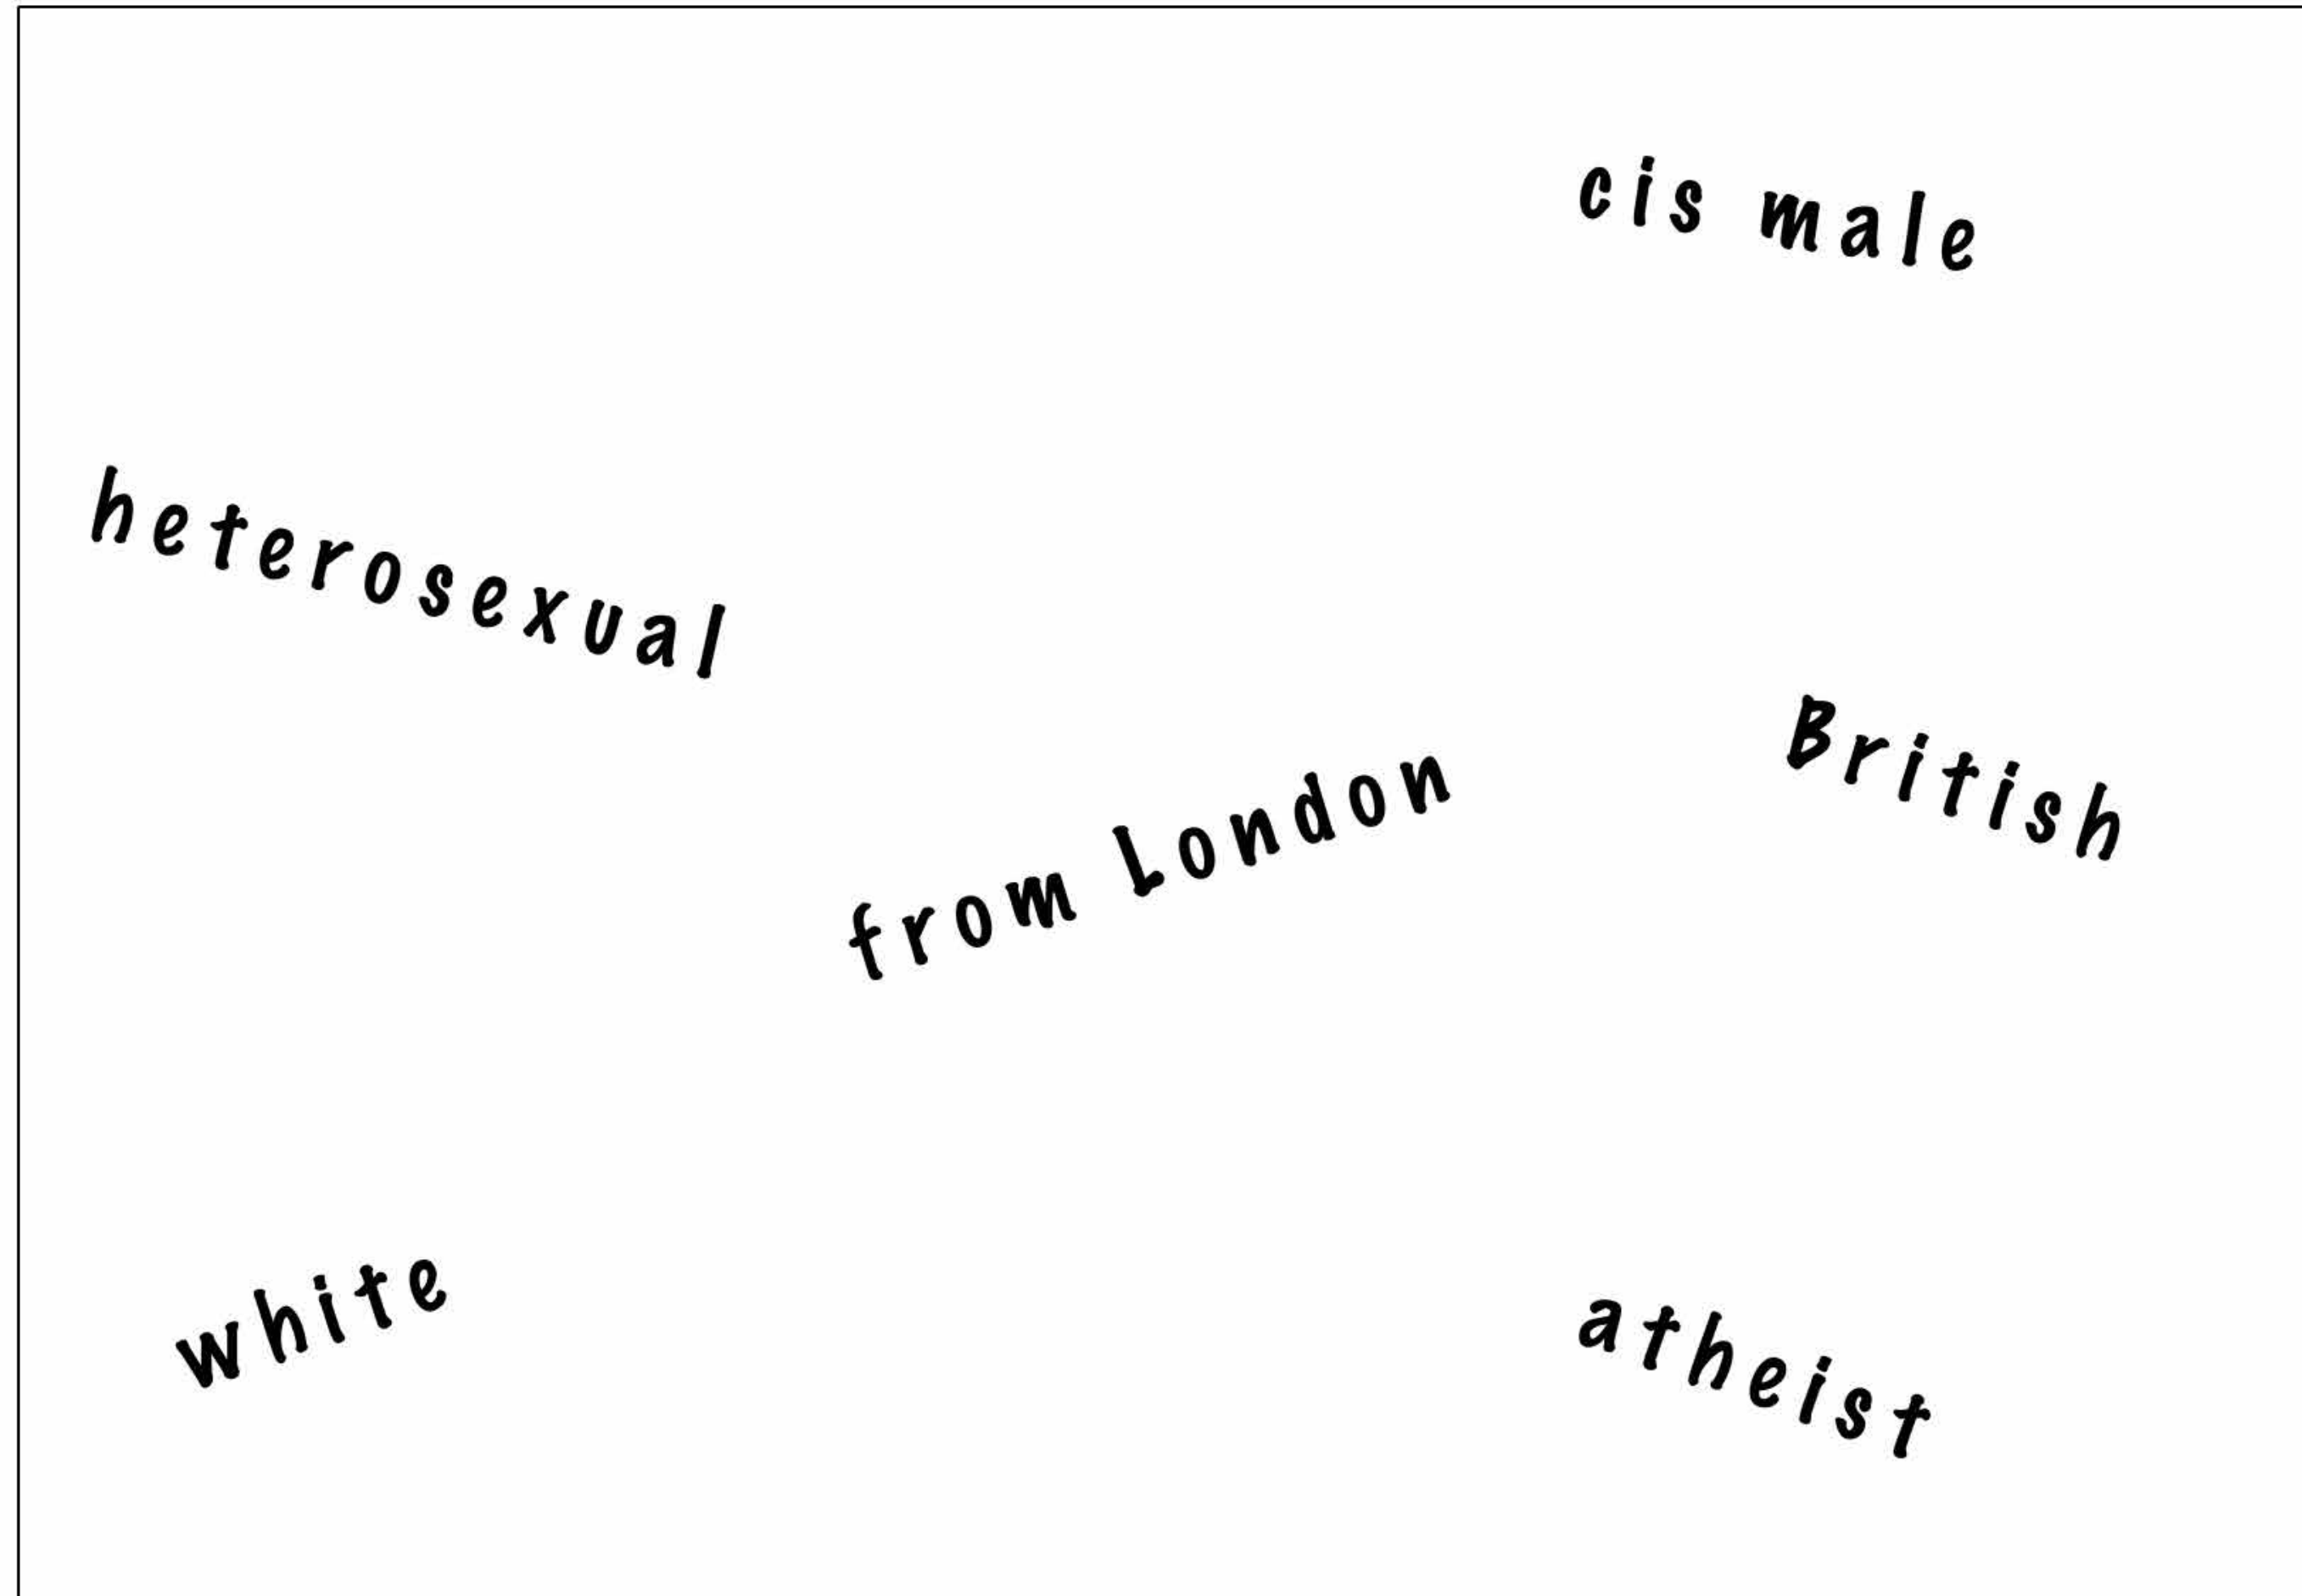 cis male
heterosexual
British
from London
white
atheist